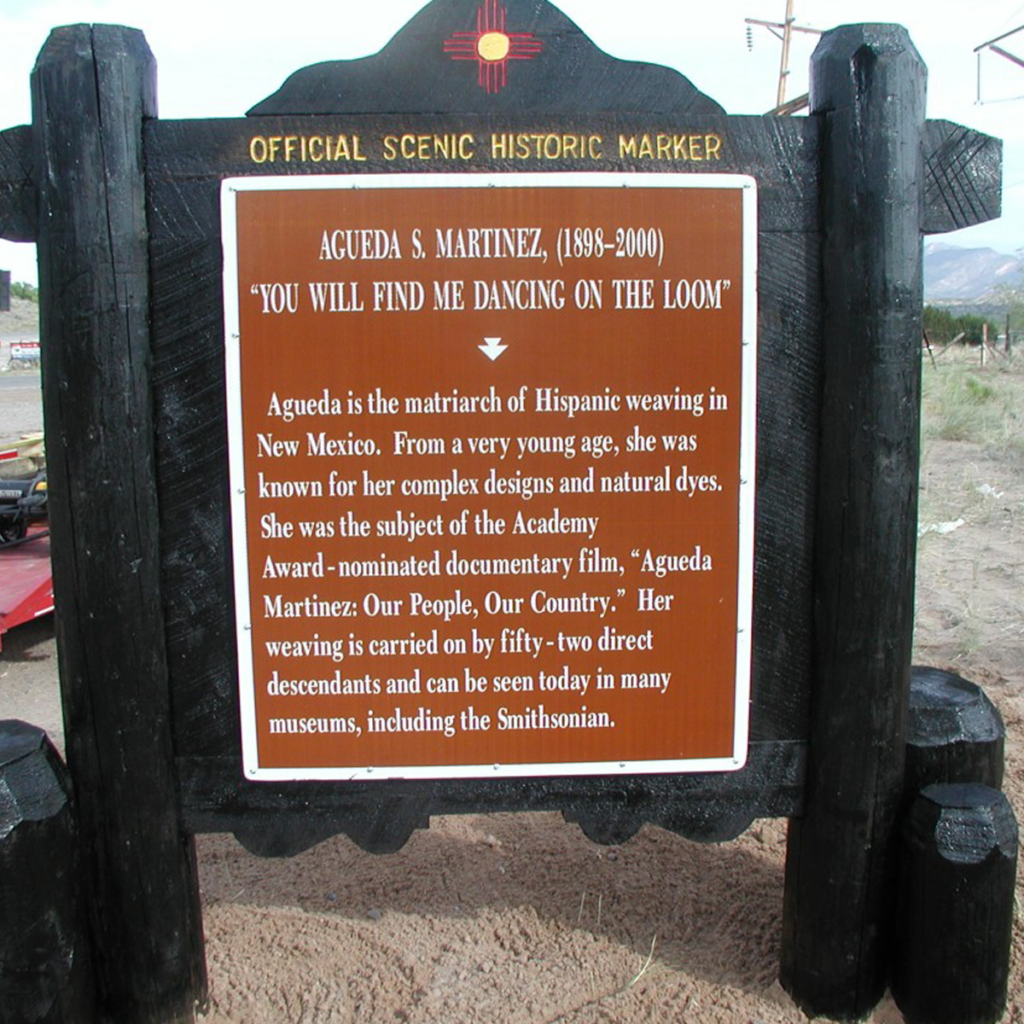 OFFICIAL SCENIC HISTORIC MARKER
AGUEDA S. MARTINEZ, (1898–2000)
“YOU WILL FIND ME DANCING ON THE LOOM”
Agueda is the matriarch of Hispanic weaving in
New Mexico. From a very young age, she was
known for her complex designs and natural dyes.
She was the subject of the Academy
Award-nominated documentary film, “Agueda
Martinez: Our People, Our Country.” Her
weaving is carried on by fifty-two direct
descendants and can be seen today in many
museums, including the Smithsonian.